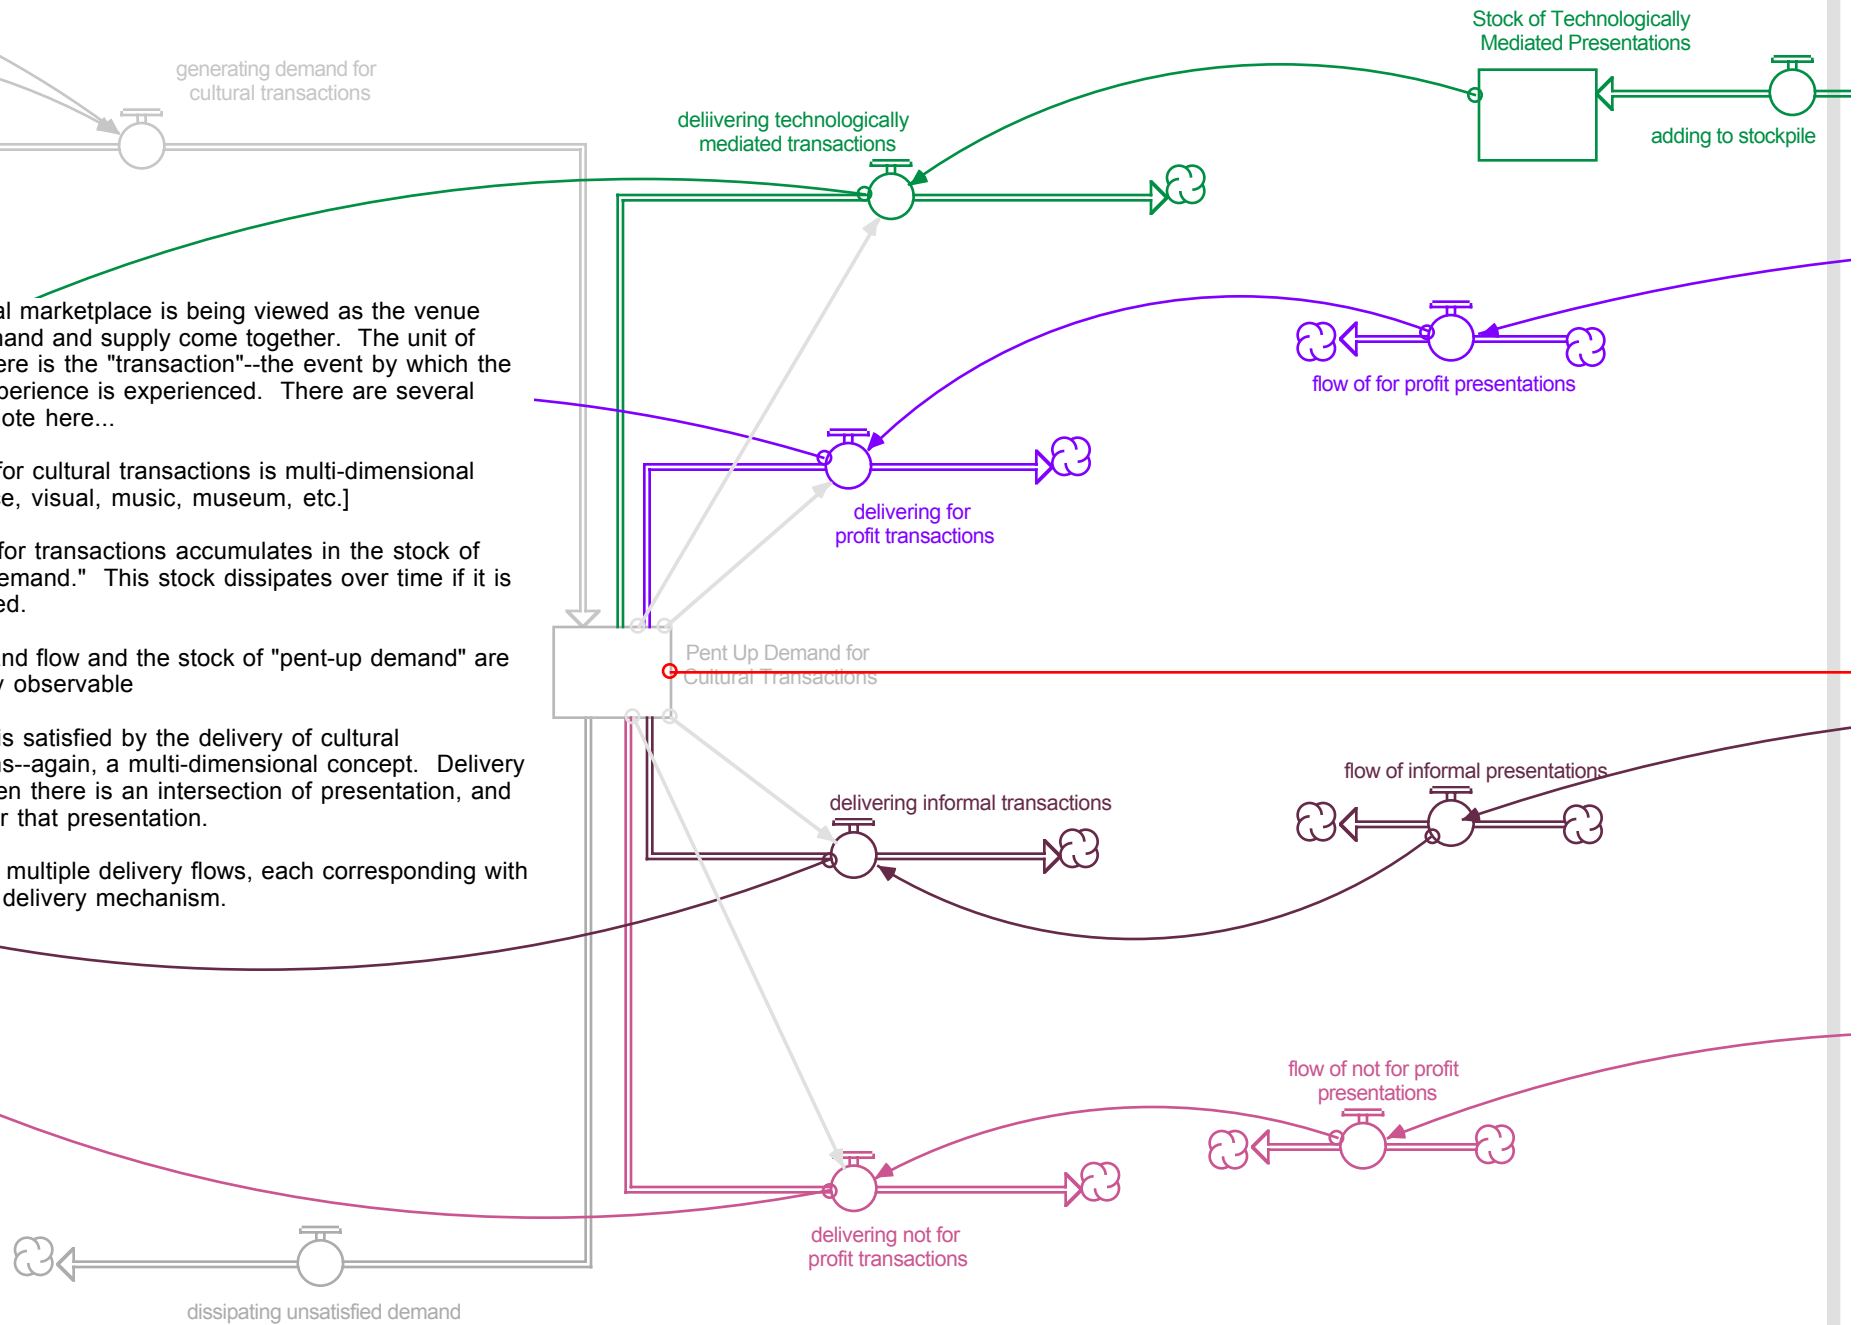 Stock of Technologically
Mediated Presentations
generating demand for
cultural transactions
deliivering technologically
mediated transactions
adding to stockpile
al marketplace is being viewed as the venue
and and supply come together. The unit of
ere is the "transaction"--the event by which the
perience is experienced. There are several
ote here...
for cultural transactions is multi-dimensional
ce, visual, music, museum, etc.]
for transactions accumulates in the stock of
emand." This stock dissipates over time if it is
ed.
and flow and the stock of "pent-up demand" are
y observable
is satisfied by the delivery of cultural
ns--again, a multi-dimensional concept. Delivery
en there is an intersection of presentation, and
r that presentation.
multiple delivery flows, each corresponding with
delivery mechanism.
flow of for profit presentations
delivering for
profit transactions
Pent Up Demand for
Cultural Transactions
flow of informal presentations
delivering informal transactions
flow of not for profit
presentations
delivering not for
profit transactions
dissipating unsatisfied demand